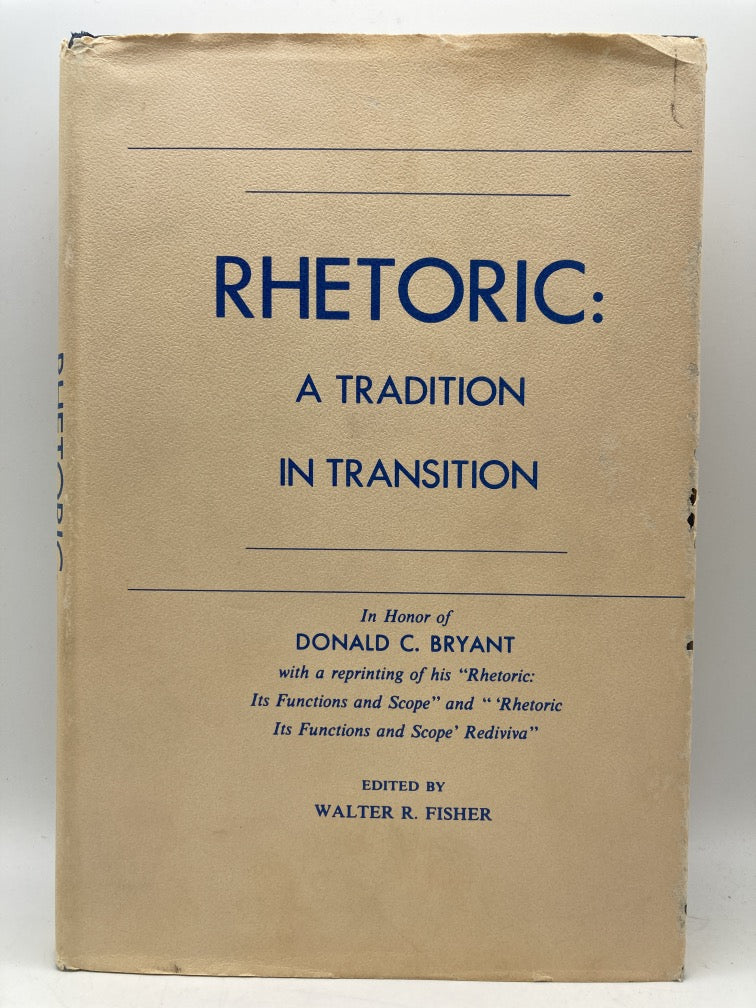 RHETORIC:
A TRADITION
IN TRANSITION
In Honor of
DONALD C. BRYANT
with a reprinting of his "Rhetoric:
Its Functions and Scope" and " 'Rhetoric
Its Functions and Scope' Rediviva"
EDITED BY
WALTER R. FISHER
RHETORIC